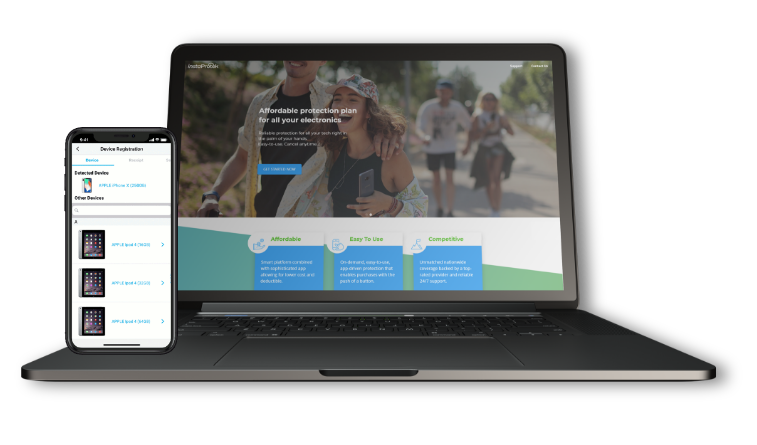 InstaProtek
Support
Contact Us
Affordable protection plan
for all your electronics
Reliable protection for all your tech right in
the palm of your hands.
Easy-to-use. Cancel anytime.
GET STARTED NOW
Affordable
Easy To Use
Competitive
Smart platform combined
with sophisticated app
allowing for lower cost and
deductible.
On-demand, easy-to-use,
app driven protection that
enables purchases with the
push of a button.
Unmatched nationwide
coverage backed by a top
rated provider and reliable
24/7 support.
9:41
Device Registration
Device
Detected Device
APPLE iPhone X (256GB)
Other Devices
A
APPLE Ipad 4 (16GB)
APPLE Ipad 4 (32GB)
APPLE Ipad 4 (64GB)